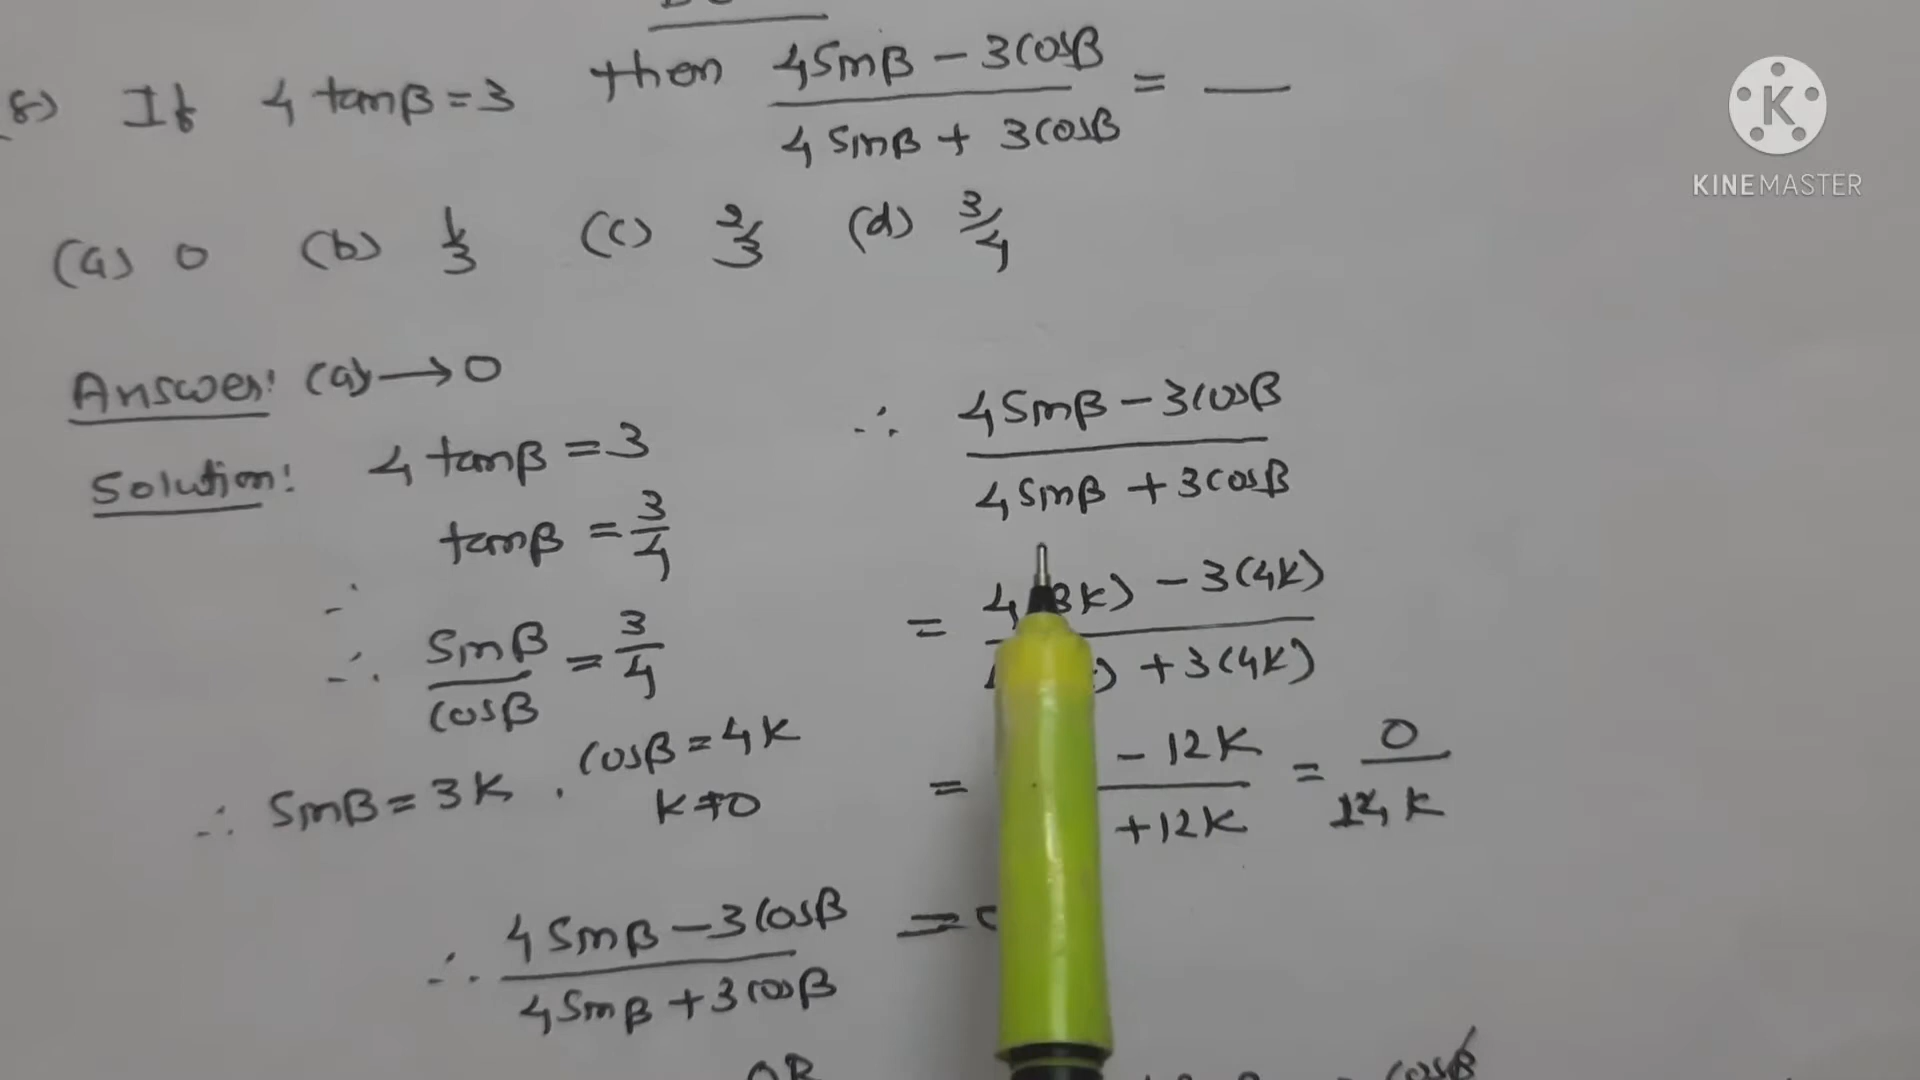 8) If 4 tanβ = 3 then (4 Sinβ - 3 cosβ) / (4 Sinβ + 3 cosβ) = __
(a) 0 (b) 1/3 (c) 2/3 (d) 3/4
Answer: (a) → 0
Solution: 4 tanβ = 3
tanβ = 3/4
∴ Sinβ / cosβ = 3/4
∴ Sinβ = 3K, cosβ = 4K
K ≠ 0
∴ (4 Sinβ - 3 cosβ) / (4 Sinβ + 3 cosβ)
= 4(3K) - 3(4K)
) + 3(4K)
= - 12K / + 12K = 0 / 24K
∴ (4 Sinβ - 3 cosβ) / (4 Sinβ + 3 cosβ) =
OR
cosβ
KINEMASTER